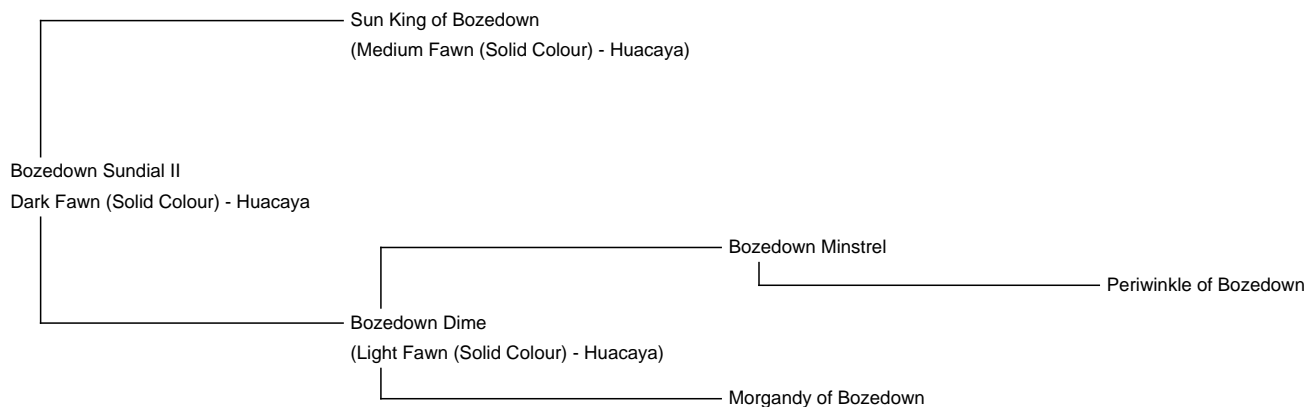 Sun King of Bozedown
(Medium Fawn (Solid Colour) - Huacaya)
Bozedown Sundial II
Dark Fawn (Solid Colour) - Huacaya
Bozedown Minstrel
Periwinkle of Bozedown
Bozedown Dime
(Light Fawn (Solid Colour) - Huacaya)
Morgandy of Bozedown